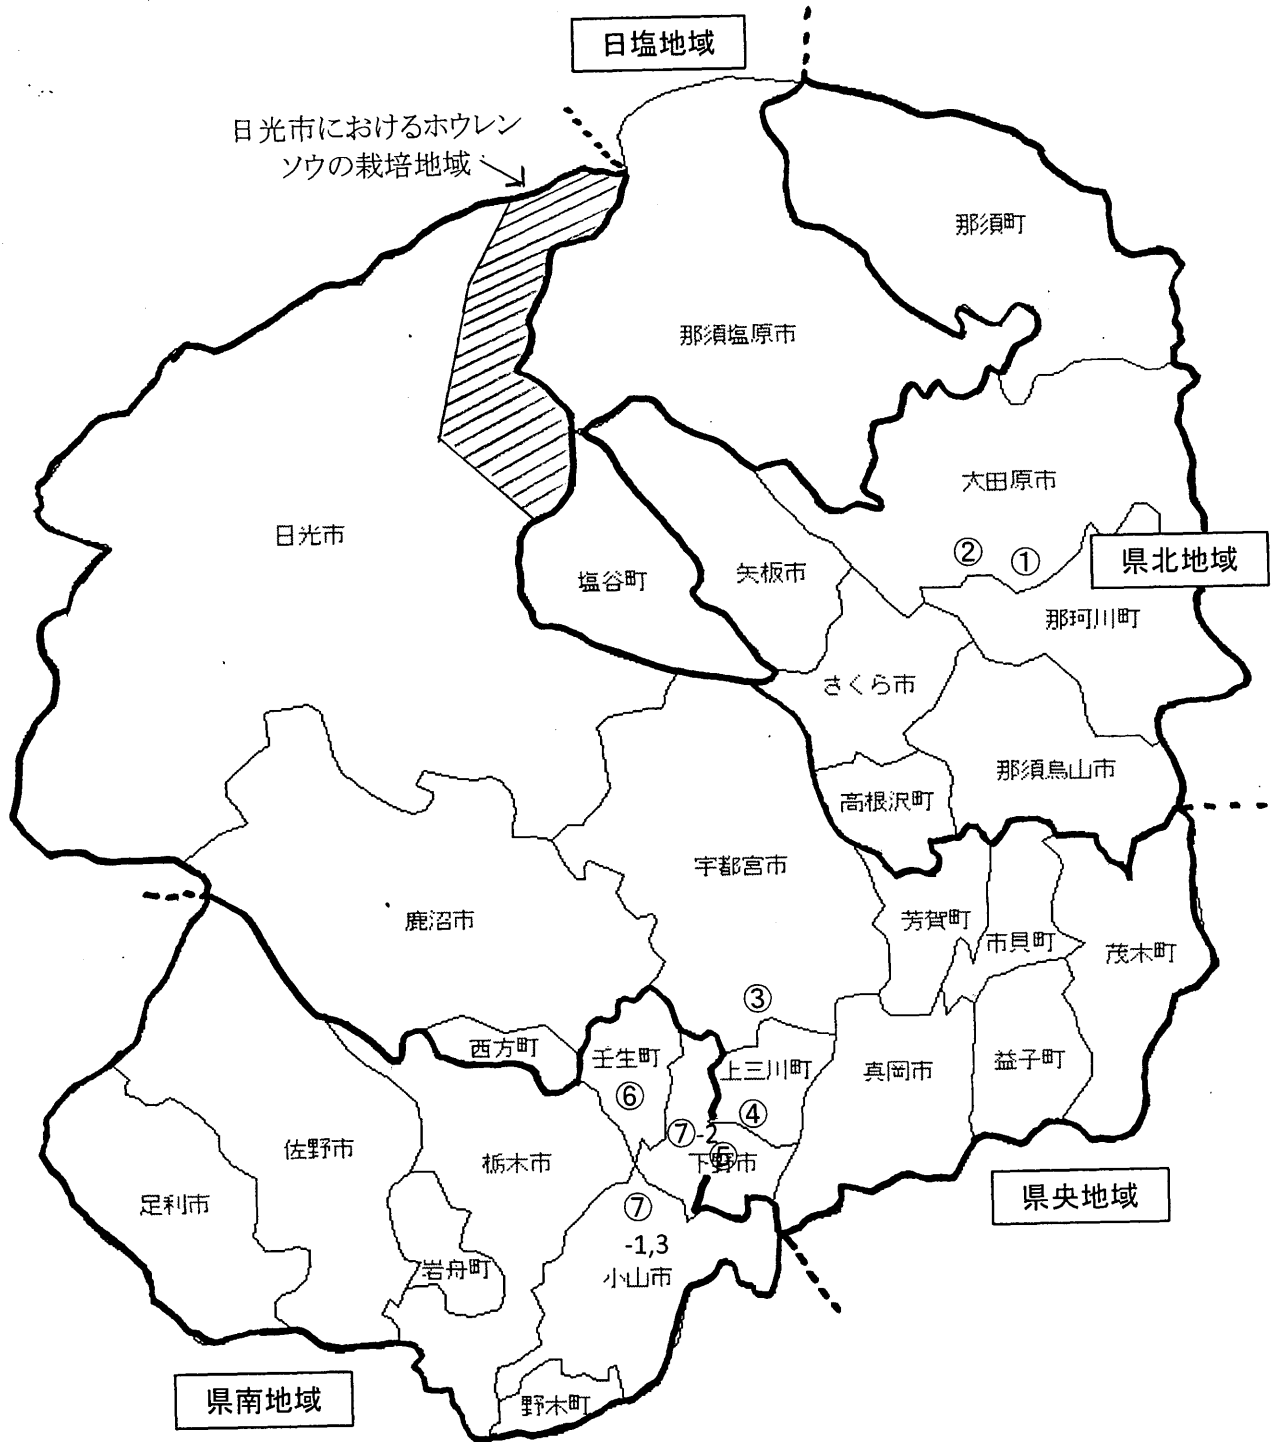 日塩地域
日光市におけるホウレン
ソウの栽培地域
那須町
那須塩原市
大田原市
日光市
②
①
県北地域
塩谷町
矢板市
那珂川町
さくら市
那須烏山市
高根沢町
宇都宮市
鹿沼市
芳賀町
市貝町
茂木町
③
西方町
壬生町
上三川町
真岡市
益子町
⑥
④
⑦-2
⑤
下野市
佐野市
栃木市
足利市
⑦
-1,3
県央地域
岩舟町
小山市
県南地域
野木町